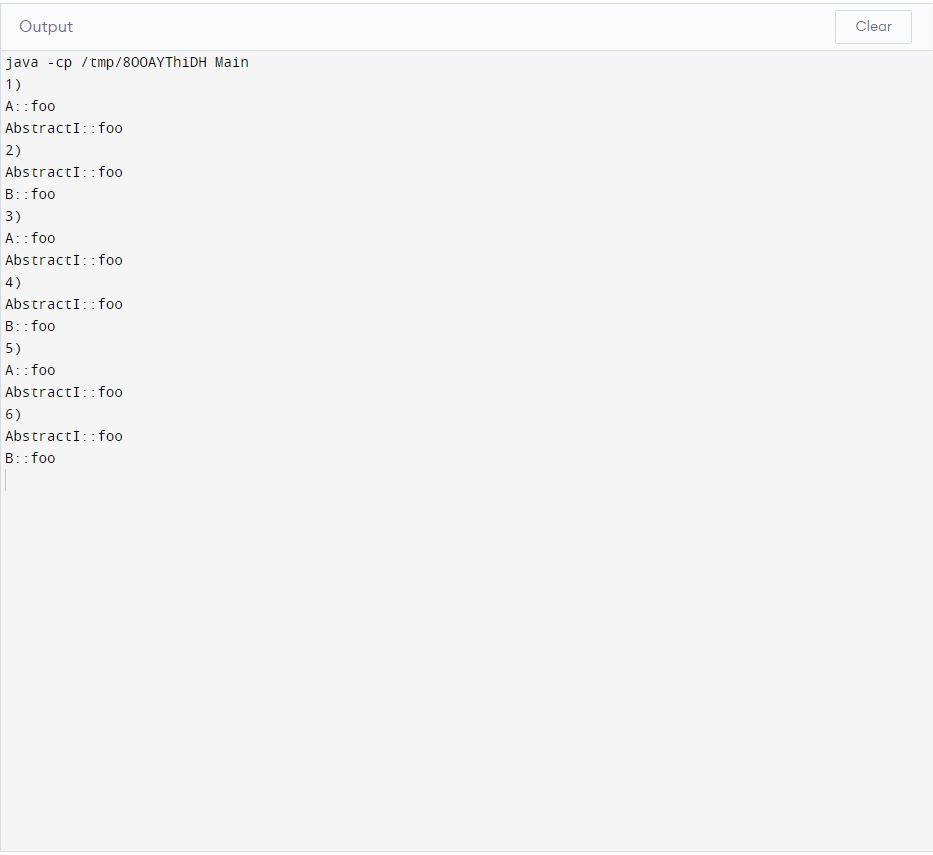 Output
Clear
java -cp /tmp/8OOAYThiDH Main
1)
A::foo
AbstractI::foo
2)
AbstractI::foo
B::foo
3)
A::foo
AbstractI::foo
4)
AbstractI::foo
B::foo
5)
A::foo
AbstractI::foo
6)
AbstractI::foo
B::foo